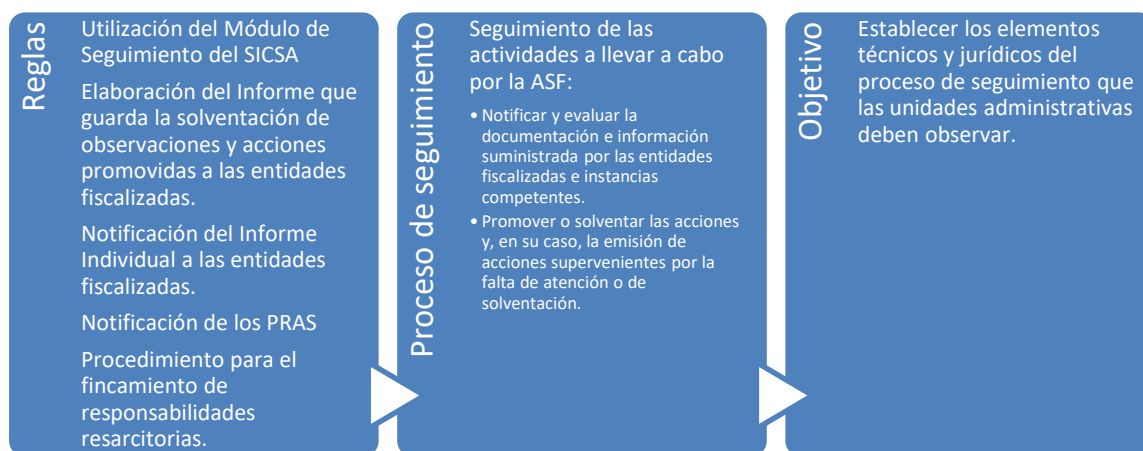 Reglas
Utilización del Módulo de
Seguimiento del SICSA
Elaboración del Informe que
guarda la solventación de
observaciones y acciones
promovidas a las entidades
fiscalizadas.
Notificación del Informe
Individual a las entidades
fiscalizadas.
Notificación de los PRAS
Procedimiento para el
fincamiento de
responsabilidades
resarcitorias.
Proceso de seguimiento
Seguimiento de las
actividades a llevar a cabo
por la ASF:
• Notificar y evaluar la
documentación e información
suministrada por las entidades
fiscalizadas e instancias
competentes.
• Promover o solventar las acciones
y, en su caso, la emisión de
acciones supervenientes por la
falta de atención o de
solventación.
Objetivo
Establecer los elementos
técnicos y jurídicos del
proceso de seguimiento que
las unidades administrativas
deben observar.